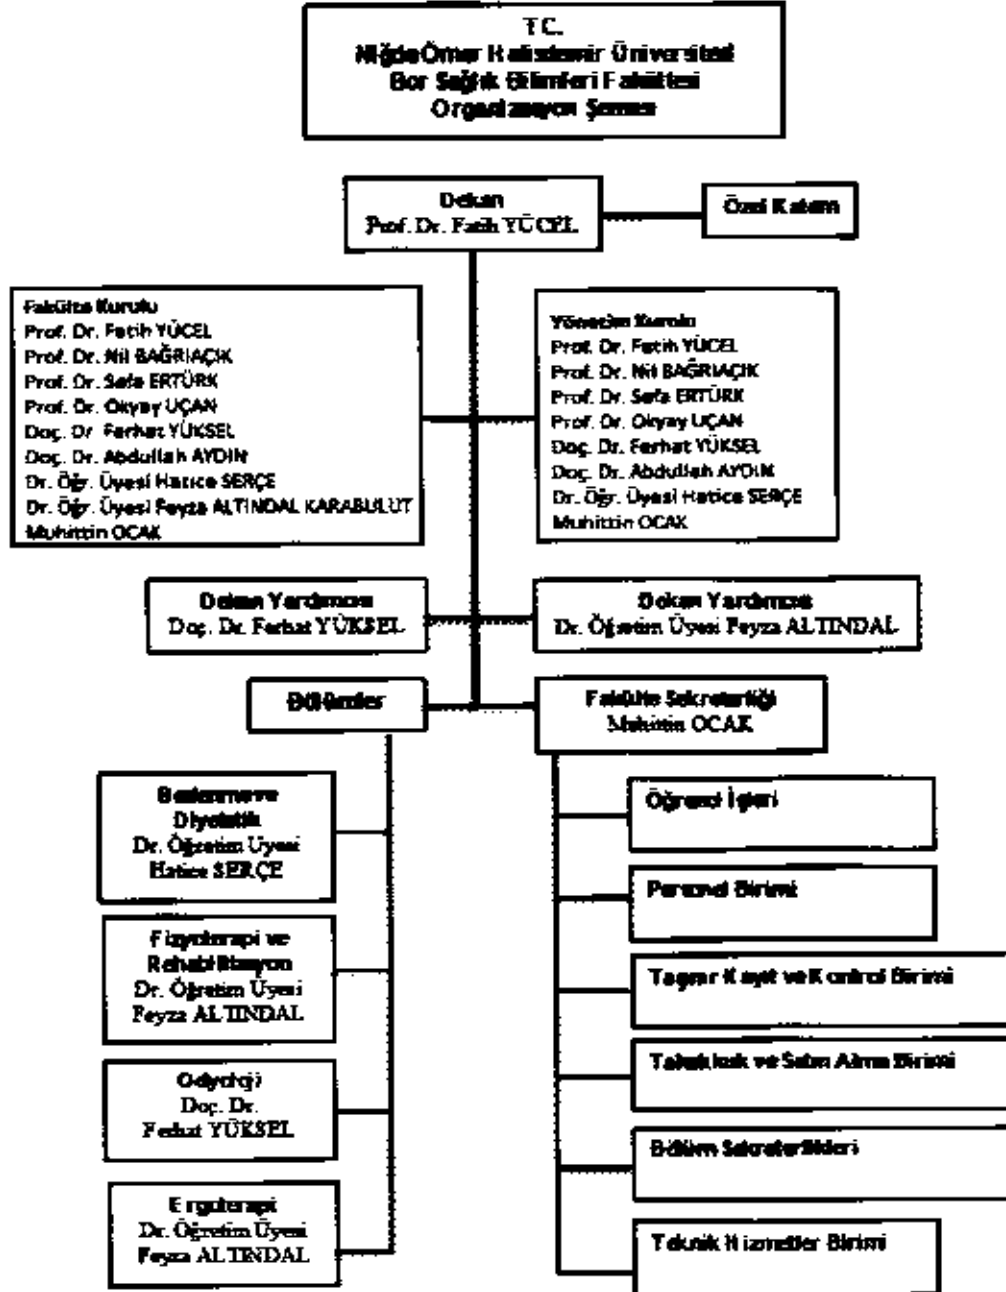 T.C.
Niğde Ömer Halisdemir Üniversitesi
Bor Sağlık Bilimleri Fakültesi
Organizasyon Şeması
Dekan
Prof. Dr. Fatih YÜCEL
Özel Kalem
Fakülte Kurulu
Prof. Dr. Fatih YÜCEL
Prof. Dr. Nil BAĞRIAÇIK
Prof. Dr. Sefa ERTÜRK
Prof. Dr. Okyay UÇAN
Doç. Dr Ferhat YÜKSEL
Doç. Dr. Abdullah AYDIN
Dr. Öğr. Üyesi Hatice SERÇE
Dr. Öğr. Üyesi Feyza ALTINDAL KARABULUT
Muhittin OCAK
Yönetim Kurulu
Prof. Dr. Fatih YÜCEL
Prof. Dr. Nil BAĞRIAÇIK
Prof. Dr. Sefa ERTÜRK
Prof. Dr. Okyay UÇAN
Doç. Dr. Ferhat YÜKSEL
Doç. Dr. Abdullah AYDIN
Dr. Öğr. Üyesi Hatice SERÇE
Muhittin OCAK
Dekan Yardımcısı
Doç. Dr. Ferhat YÜKSEL
Dekan Yardımcısı
Dr. Öğretim Üyesi Feyza ALTINDAL
Bölümler
Fakülte Sekreterliği
Muhittin OCAK
Beslenme ve
Diyetetik
Dr. Öğretim Üyesi
Hatice SERÇE
Fizyoterapi ve
Rehabilitasyon
Dr. Öğretim Üyesi
Feyza ALTINDAL
Odyoloji
Doç. Dr.
Ferhat YÜKSEL
Ergoterapi
Dr. Öğretim Üyesi
Feyza ALTINDAL
Öğrenci İşleri
Personel Birimi
Taşınır Kayıt ve Kontrol Birimi
Tahakkuk ve Satın Alma Birimi
Bölüm Sekreterlikleri
Teknik Hizmetler Birimi